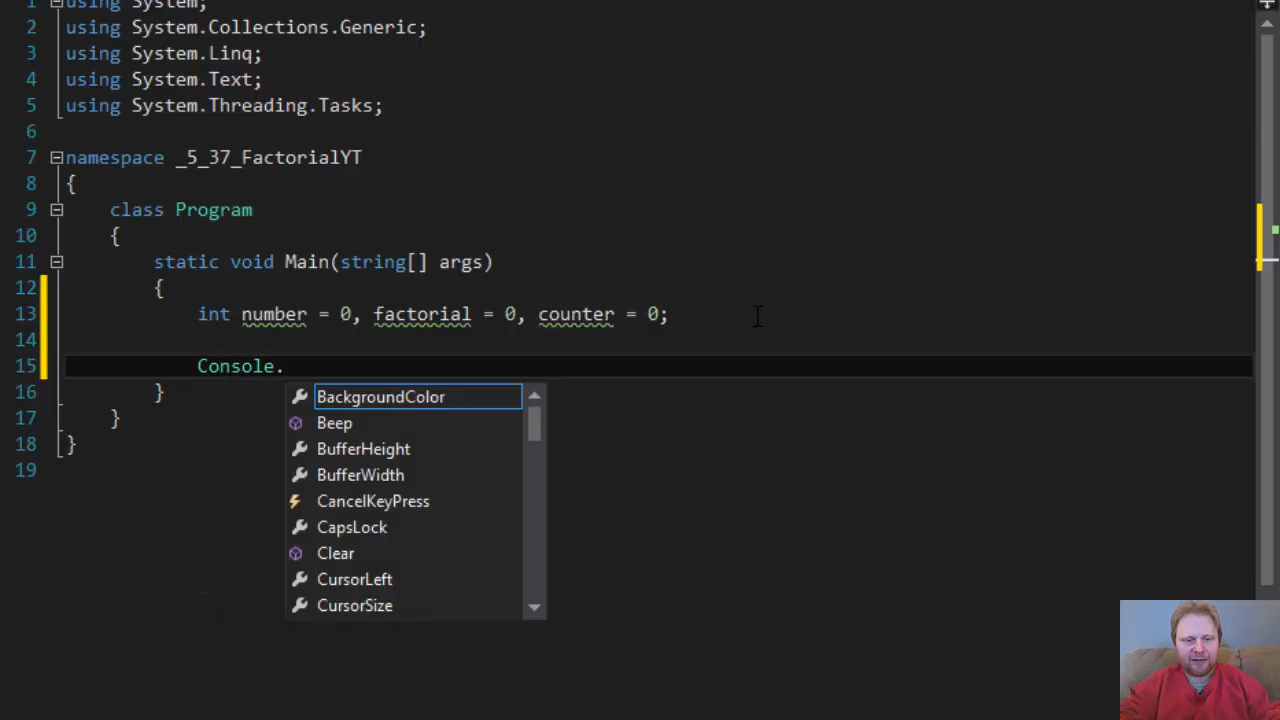 1 using System;
2 using System.Collections.Generic;
3 using System.Linq;
4 using System.Text;
5 using System.Threading.Tasks;
6
7 namespace _5_37_FactorialYT
8 {
9 class Program
10 {
11 static void Main(string[] args)
12 {
13 int number = 0, factorial = 0, counter = 0;
14
15 Console.
16 }
17 }
18 }
19
BackgroundColor
Beep
BufferHeight
BufferWidth
CancelKeyPress
CapsLock
Clear
CursorLeft
CursorSize